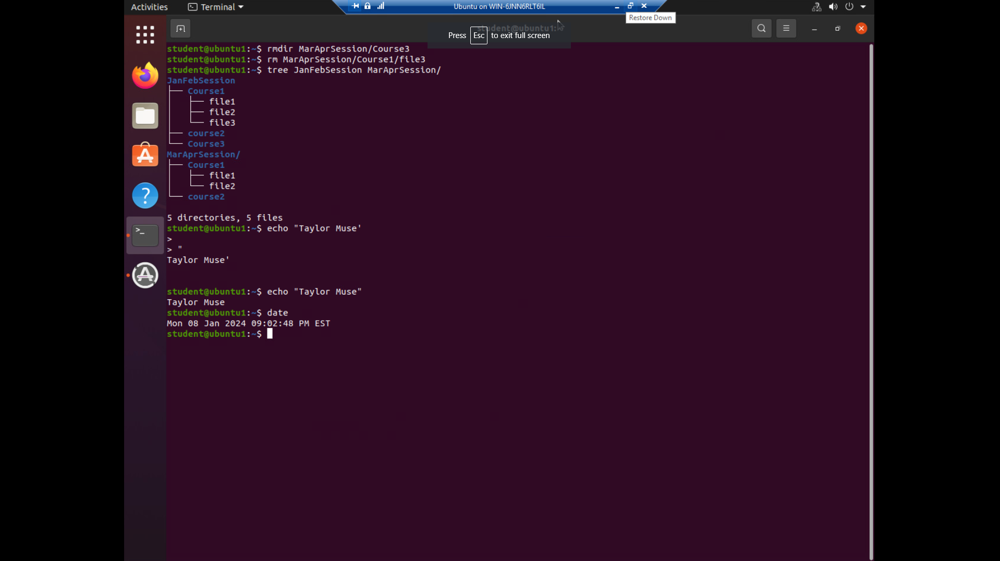 Activities
Terminal
Ubuntu on WIN-6JNN6RLT6IL
Restore Down
student@ubuntu1: ~
Press Esc to exit full screen
student@ubuntu1:~$ rmdir MarAprSession/Course3
student@ubuntu1:~$ rm MarAprSession/Course1/file3
student@ubuntu1:~$ tree JanFebSession MarAprSession/
JanFebSession
├── Course1
│   ├── file1
│   ├── file2
│   └── file3
├── course2
└── Course3
MarAprSession/
├── Course1
│   ├── file1
│   └── file2
└── course2
5 directories, 5 files
student@ubuntu1:~$ echo "Taylor Muse'
>
> "
Taylor Muse'
student@ubuntu1:~$ echo "Taylor Muse"
Taylor Muse
student@ubuntu1:~$ date
Mon 08 Jan 2024 09:02:48 PM EST
student@ubuntu1:~$